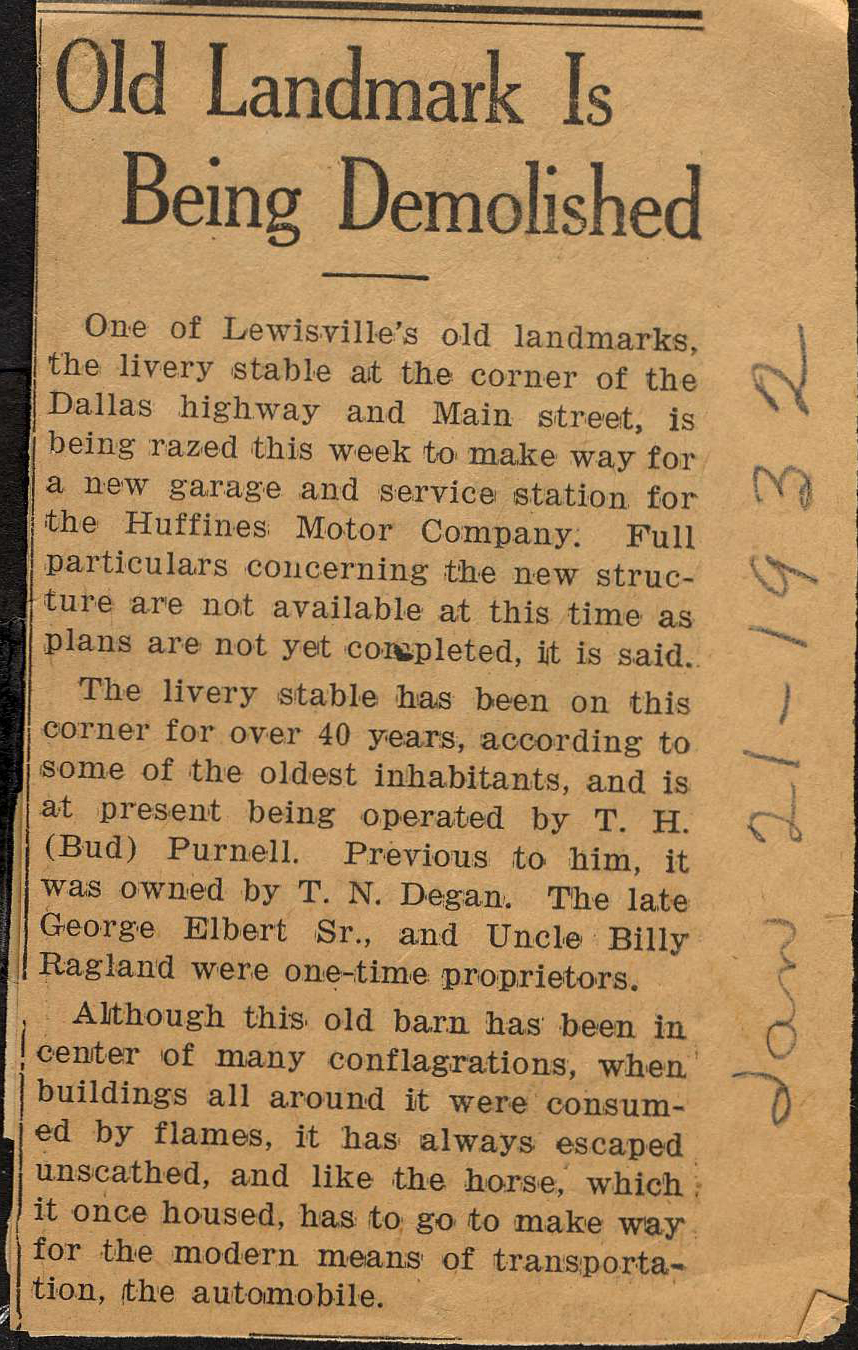 Old Landmark Is
Being Demolished
One of Lewisville's old landmarks,
the livery stable at the corner of the
Dallas highway and Main street, is
being razed this week to make way for
a new garage and service station for
the Huffines Motor Company. Full
particulars concerning the new struc-
ture are not available at this time as
plans are not yet completed, it is said.
The livery stable has been on this
corner for over 40 years, according to
some of the oldest inhabitants, and is
at present being operated by T. H.
(Bud) Purnell. Previous to him, it
was owned by T. N. Degan. The late
George Elbert Sr., and Uncle Billy
Ragland were one-time proprietors.
Although this old barn has been in
center of many conflagrations, when
buildings all around it were consum-
ed by flames, it has always escaped
unscathed, and like the horse, which
it once housed, has to go to make way
for the modern means of transporta-
tion, the automobile.
Jan 21-1932